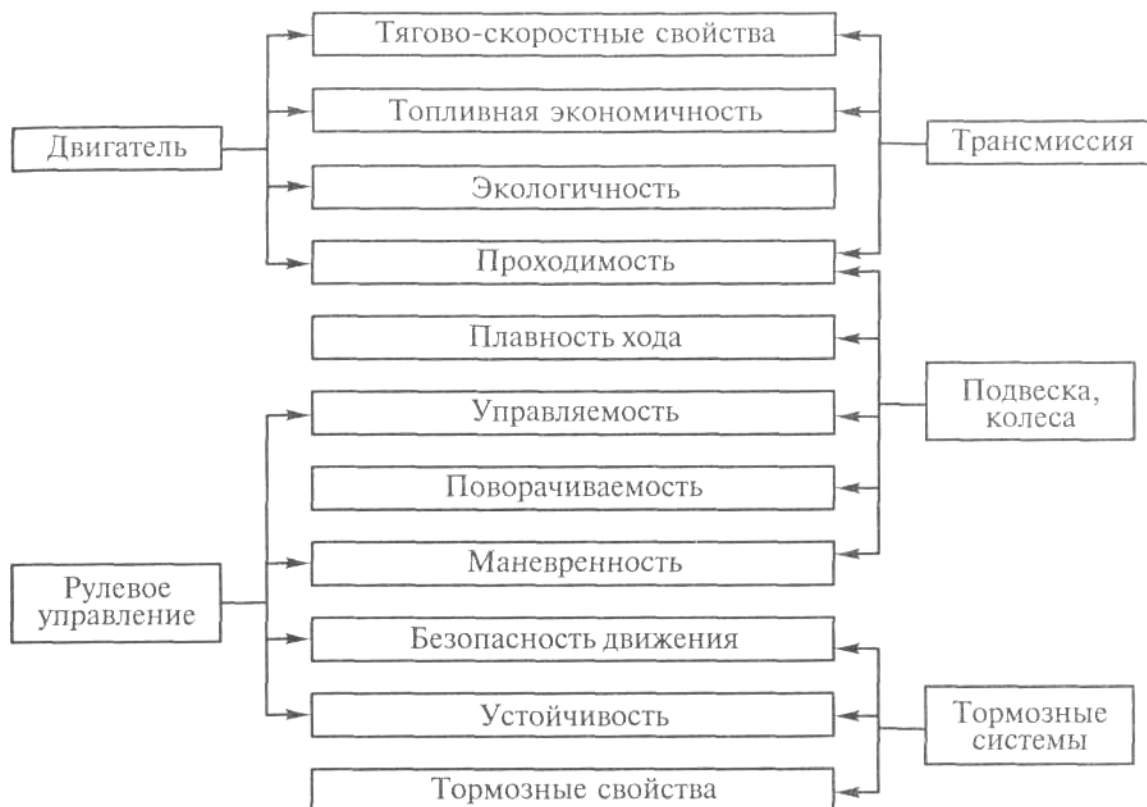 Тягово-скоростные свойства
Топливная экономичность
Двигатель
Трансмиссия
Экологичность
Проходимость
Плавность хода
Подвеска,
колеса
Управляемость
Поворачиваемость
Маневренность
Рулевое
управление
Безопасность движения
Устойчивость
Тормозные
системы
Тормозные свойства